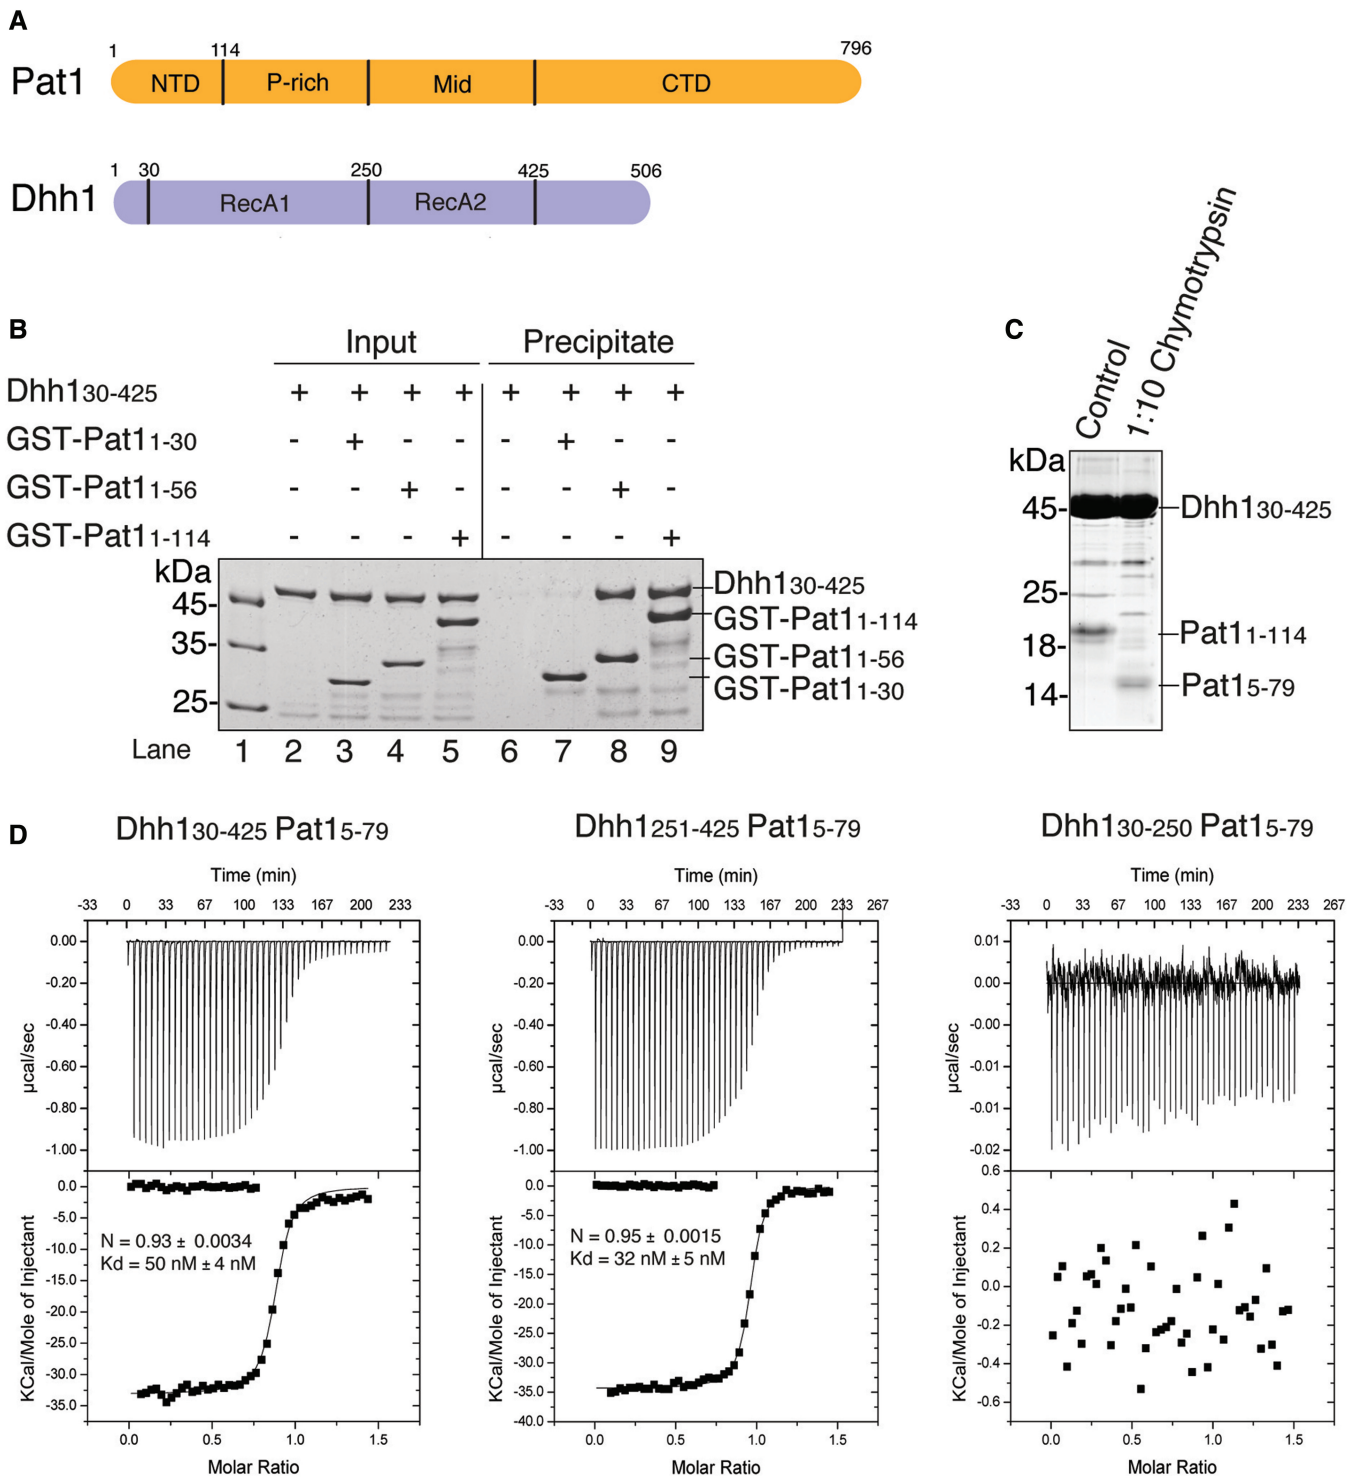 A
1 114 796
Pat1 NTD P-rich Mid CTD
1 30 250 425 506
Dhh1 RecA1 RecA2
B
Input Precipitate
Dhh130-425 + + + + + + + +
GST-Pat11-30 - + - - - + - -
GST-Pat11-56 - - + - - - + -
GST-Pat11-114 - - - + - - - +
kDa
45-
35-
25-
Dhh130-425
GST-Pat11-114
GST-Pat11-56
GST-Pat11-30
Lane 1 2 3 4 5 6 7 8 9
C
Control
1:10 Chymotrypsin
kDa
45-
25-
18-
14-
Dhh130-425
Pat11-114
Pat15-79
D
Dhh130-425 Pat15-79
Time (min)
-33 0 33 67 100 133 167 200 233
0.00
-0.20
-0.40
-0.60
-0.80
-1.00
µcal/sec
0.0
-5.0
-10.0
-15.0
-20.0
-25.0
-30.0
-35.0
KCal/Mole of Injectant
N = 0.93 ± 0.0034
Kd = 50 nM ± 4 nM
0.0 0.5 1.0 1.5
Molar Ratio
Dhh1251-425 Pat15-79
Time (min)
-33 0 33 67 100 133 167 200 233 267
0.00
-0.20
-0.40
-0.60
-0.80
-1.00
µcal/sec
0.0
-5.0
-10.0
-15.0
-20.0
-25.0
-30.0
-35.0
-40.0
KCal/Mole of Injectant
N = 0.95 ± 0.0015
Kd = 32 nM ± 5 nM
0.0 0.5 1.0 1.5
Molar Ratio
Dhh130-250 Pat15-79
Time (min)
-33 0 33 67 100 133 167 200 233 267
0.01
0.00
-0.00
-0.01
-0.01
-0.02
µcal/sec
0.6
0.4
0.2
0.0
-0.2
-0.4
-0.6
KCal/Mole of Injectant
0.0 0.5 1.0 1.5
Molar Ratio